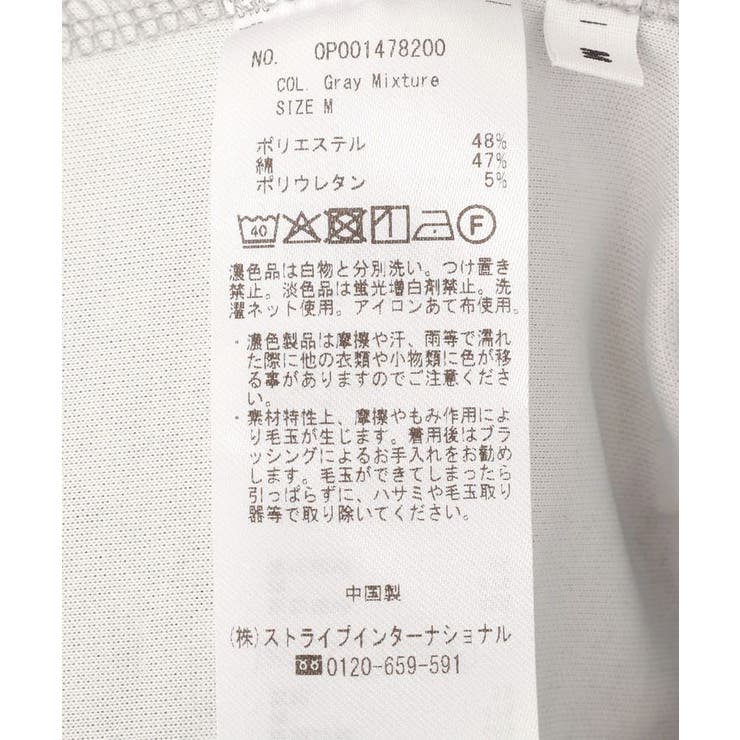 NO. OP001478200
COL. Gray Mixture
SIZE M
ポリエステル 48%
綿 47%
ポリウレタン 5%
40 F
濃色品は白物と分別洗い。つけ置き
禁止。淡色品は蛍光増白剤禁止。洗
濯ネット使用。アイロンあて布使用。
・濃色製品は摩擦や汗、雨等で濡れ
た際に他の衣類や小物類に色が移
る事がありますのでご注意くださ
い。
・素材特性上、摩擦やもみ作用によ
り毛玉が生じます。着用後はブラ
ッシングによるお手入れをお勧め
します。毛玉ができてしまったら
引っぱらずに、ハサミや毛玉取り
器等で取り除いてください。
中国製
(株)ストライプインターナショナル
0120-659-591